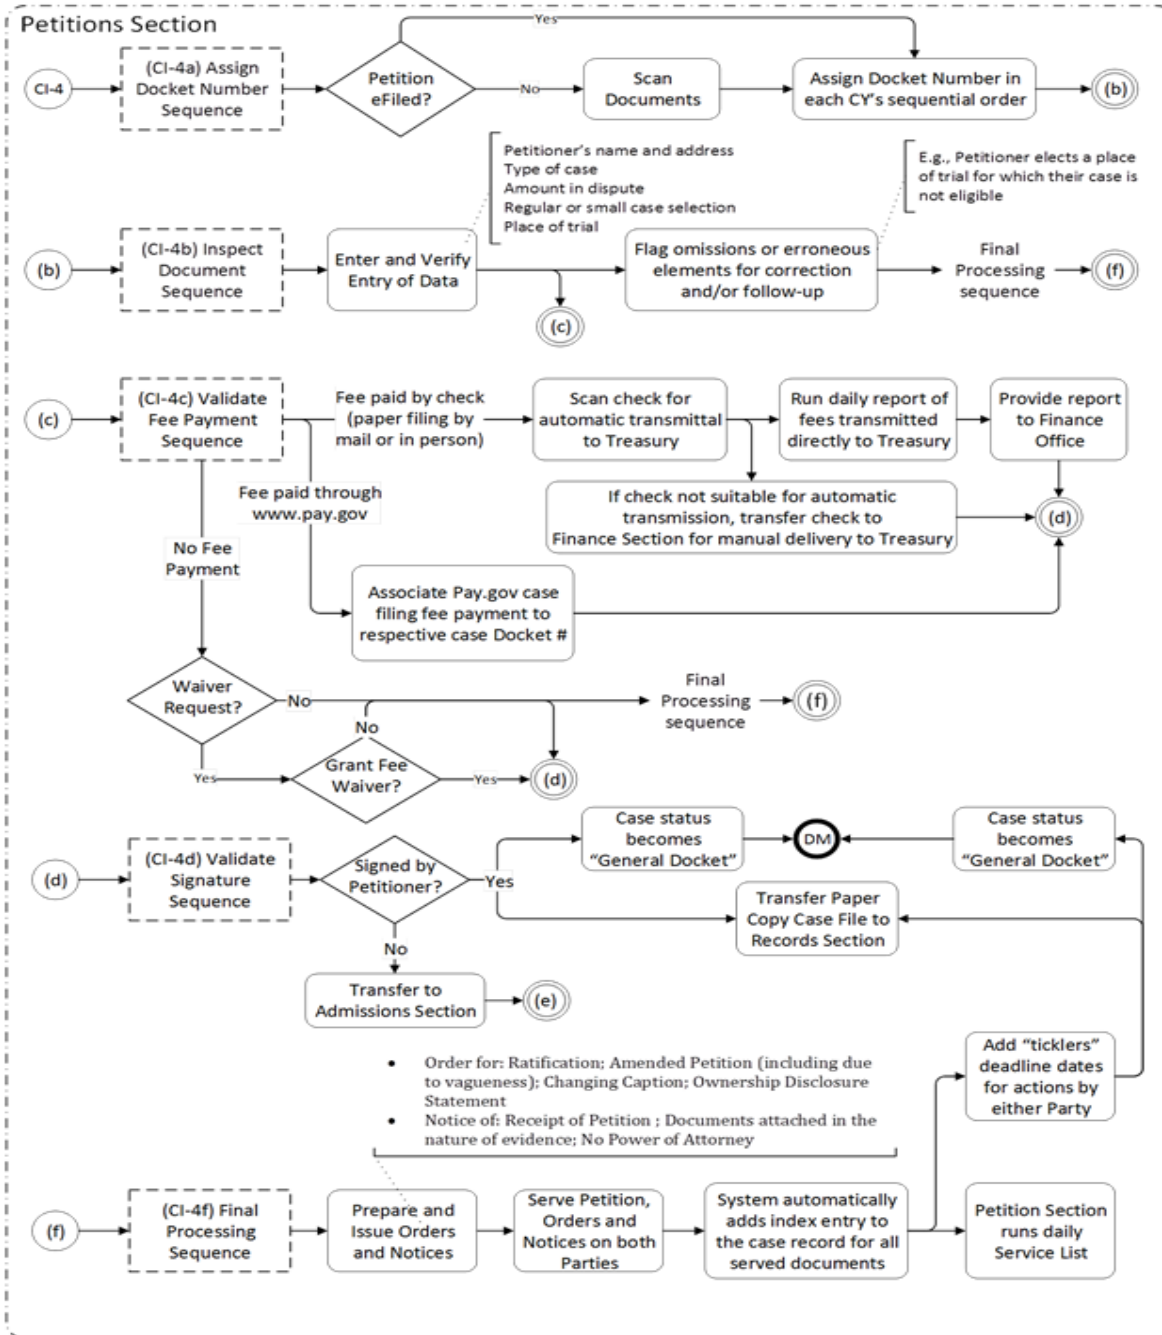 Petitions Section
Yes
CI-4
(CI-4a) Assign
Docket Number
Sequence
Petition
eFiled?
No
Scan
Documents
Assign Docket Number in
each CY's sequential order
(b)
Petitioner's name and address
Type of case
Amount in dispute
Regular or small case selection
Place of trial
E.g., Petitioner elects a place
of trial for which their case is
not eligible
(b)
(CI-4b) Inspect
Document
Sequence
Enter and Verify
Entry of Data
(c)
Flag omissions or erroneous
elements for correction
and/or follow-up
Final
Processing
sequence
(f)
(c)
(CI-4c) Validate
Fee Payment
Sequence
Fee paid by check
(paper filing by
mail or in person)
Scan check for
automatic transmittal
to Treasury
Run daily report of
fees transmitted
directly to Treasury
Provide report
to Finance
Office
Fee paid through
www.pay.gov
If check not suitable for automatic
transmission, transfer check to
Finance Section for manual delivery to Treasury
(d)
No Fee
Payment
Associate Pay.gov case
filing fee payment to
respective case Docket #
Waiver
Request?
No
Final
Processing
sequence
(f)
No
Yes
Grant Fee
Waiver?
Yes
(d)
(d)
(CI-4d) Validate
Signature
Sequence
Signed by
Petitioner?
Yes
Case status
becomes
“General Docket”
DM
Case status
becomes
“General Docket”
Transfer Paper
Copy Case File to
Records Section
No
Transfer to
Admissions Section
(e)
• Order for: Ratification; Amended Petition (including due
to vagueness); Changing Caption; Ownership Disclosure
Statement
• Notice of: Receipt of Petition ; Documents attached in the
nature of evidence; No Power of Attorney
Add “ticklers”
deadline dates
for actions by
either Party
(f)
(CI-4f) Final
Processing
Sequence
Prepare and
Issue Orders
and Notices
Serve Petition,
Orders and
Notices on both
Parties
System automatically
adds index entry to
the case record for all
served documents
Petition Section
runs daily
Service List